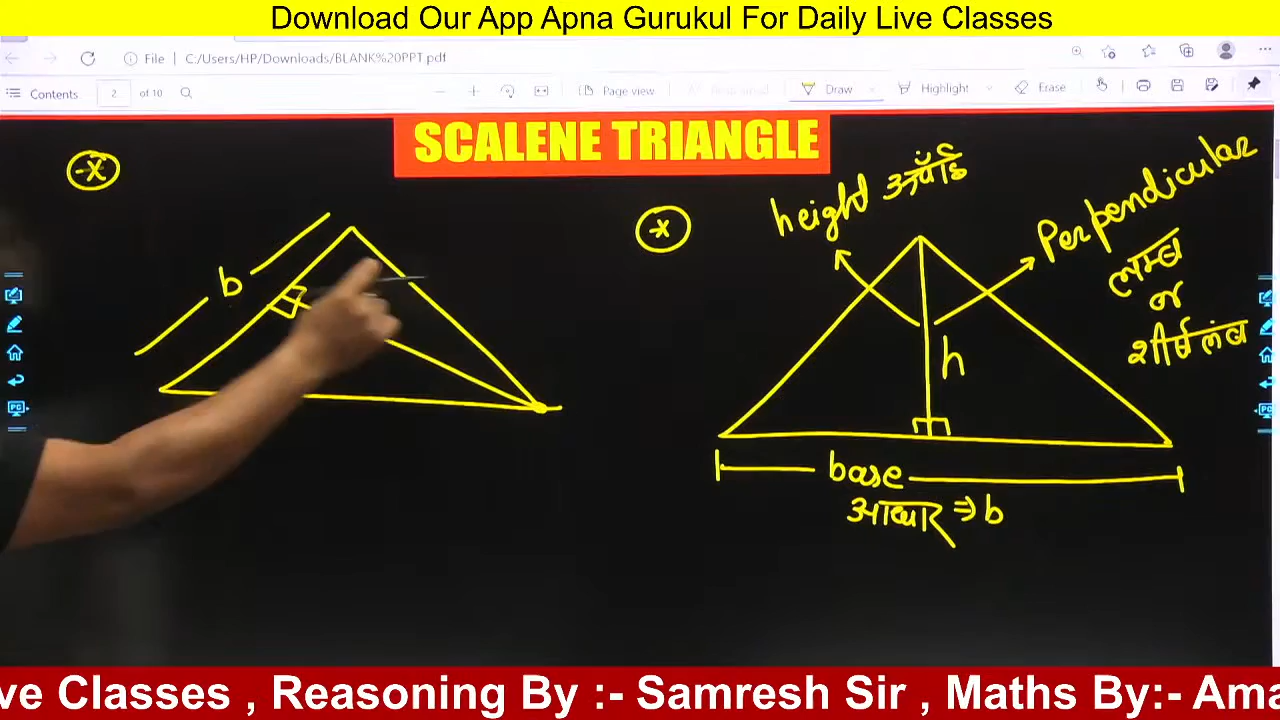 Download Our App Apna Gurukul For Daily Live Classes
File C:/Users/HP/Downloads/BLANK%20PPT.pdf
Contents 2 of 10 Page view Draw Highlight Erase
SCALENE TRIANGLE
b
height
Perpendicular
लम्ब
or
शीर्ष लंब
h
base
आधार ⇒ b
ve Classes , Reasoning By :- Samresh Sir , Maths By:- Ama